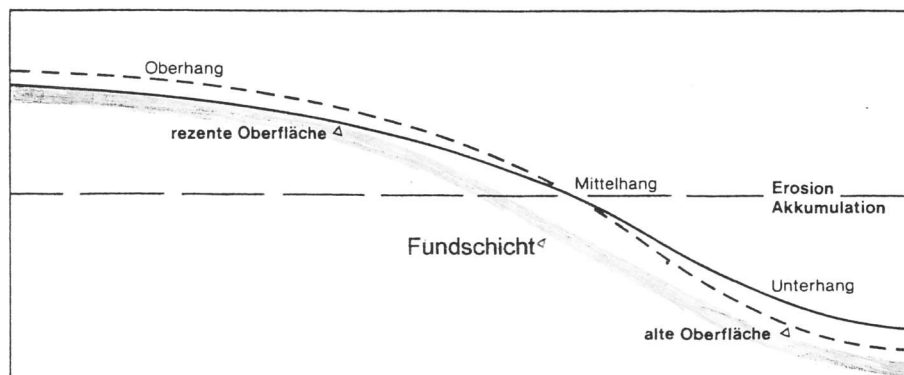 Oberhang
rezente Oberfläche
Mittelhang
Erosion
Akkumulation
Fundschicht
Unterhang
alte Oberfläche